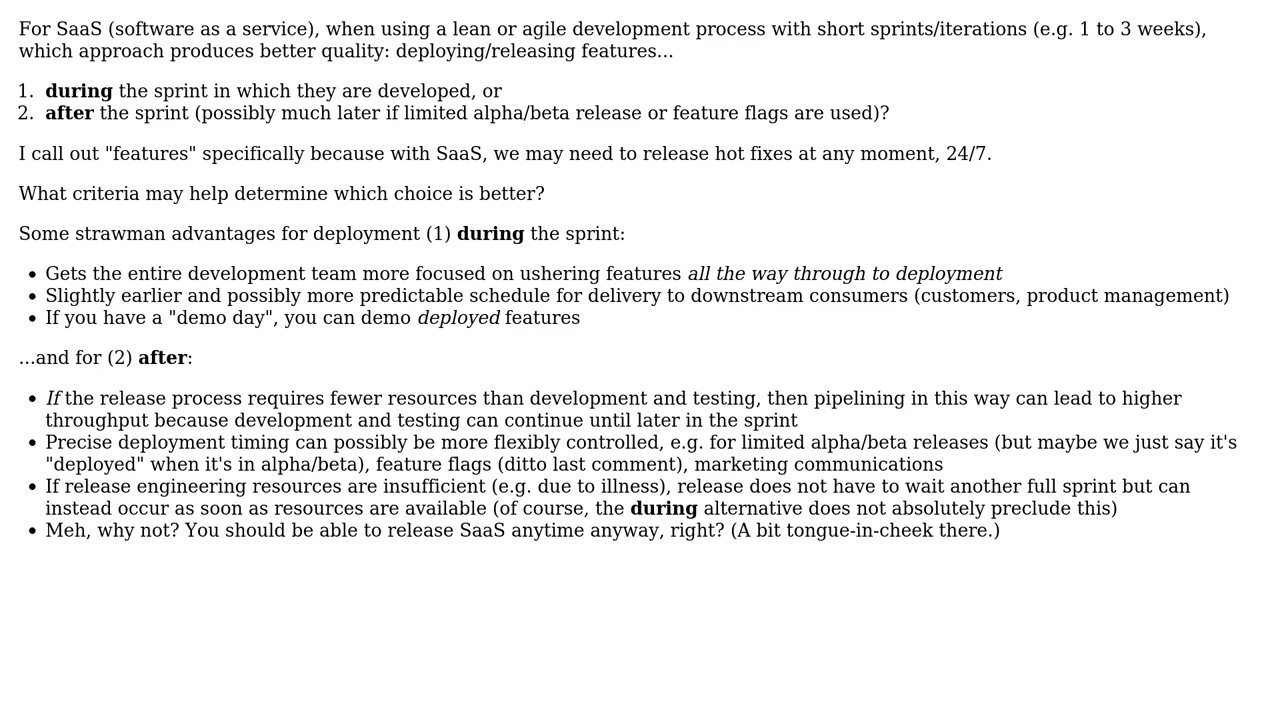 For SaaS (software as a service), when using a lean or agile development process with short sprints/iterations (e.g. 1 to 3 weeks),
which approach produces better quality: deploying/releasing features...
1. during the sprint in which they are developed, or
2. after the sprint (possibly much later if limited alpha/beta release or feature flags are used)?
I call out "features" specifically because with SaaS, we may need to release hot fixes at any moment, 24/7.
What criteria may help determine which choice is better?
Some strawman advantages for deployment (1) during the sprint:
• Gets the entire development team more focused on ushering features all the way through to deployment
• Slightly earlier and possibly more predictable schedule for delivery to downstream consumers (customers, product management)
• If you have a "demo day", you can demo deployed features
...and for (2) after:
• If the release process requires fewer resources than development and testing, then pipelining in this way can lead to higher
throughput because development and testing can continue until later in the sprint
• Precise deployment timing can possibly be more flexibly controlled, e.g. for limited alpha/beta releases (but maybe we just say it's
"deployed" when it's in alpha/beta), feature flags (ditto last comment), marketing communications
• If release engineering resources are insufficient (e.g. due to illness), release does not have to wait another full sprint but can
instead occur as soon as resources are available (of course, the during alternative does not absolutely preclude this)
• Meh, why not? You should be able to release SaaS anytime anyway, right? (A bit tongue-in-cheek there.)